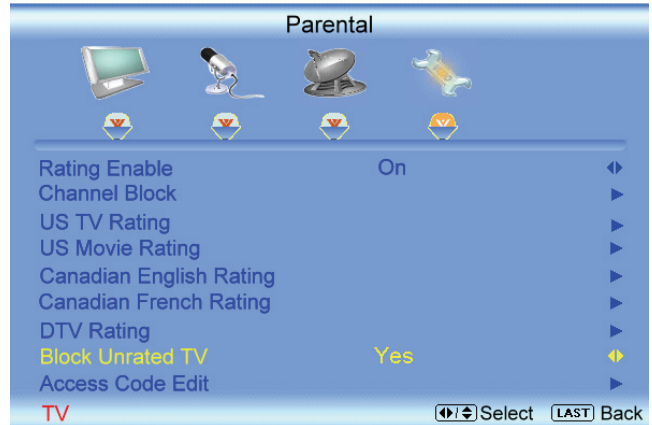 Parental
Rating Enable On
Channel Block
US TV Rating
US Movie Rating
Canadian English Rating
Canadian French Rating
DTV Rating
Block Unrated TV Yes
Access Code Edit
TV Select LAST Back